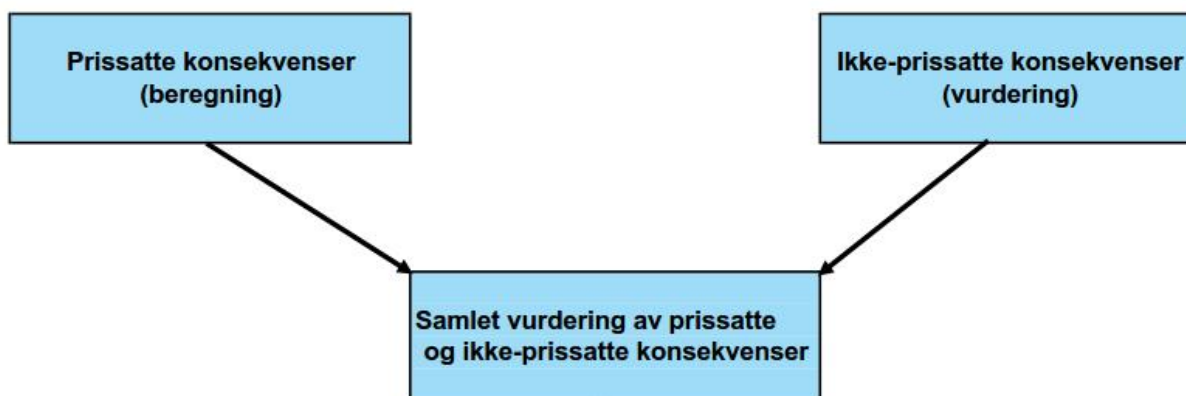 Prissatte konsekvenser
(beregning)
Ikke-prissatte konsekvenser
(vurdering)
Samlet vurdering av prissatte
og ikke-prissatte konsekvenser